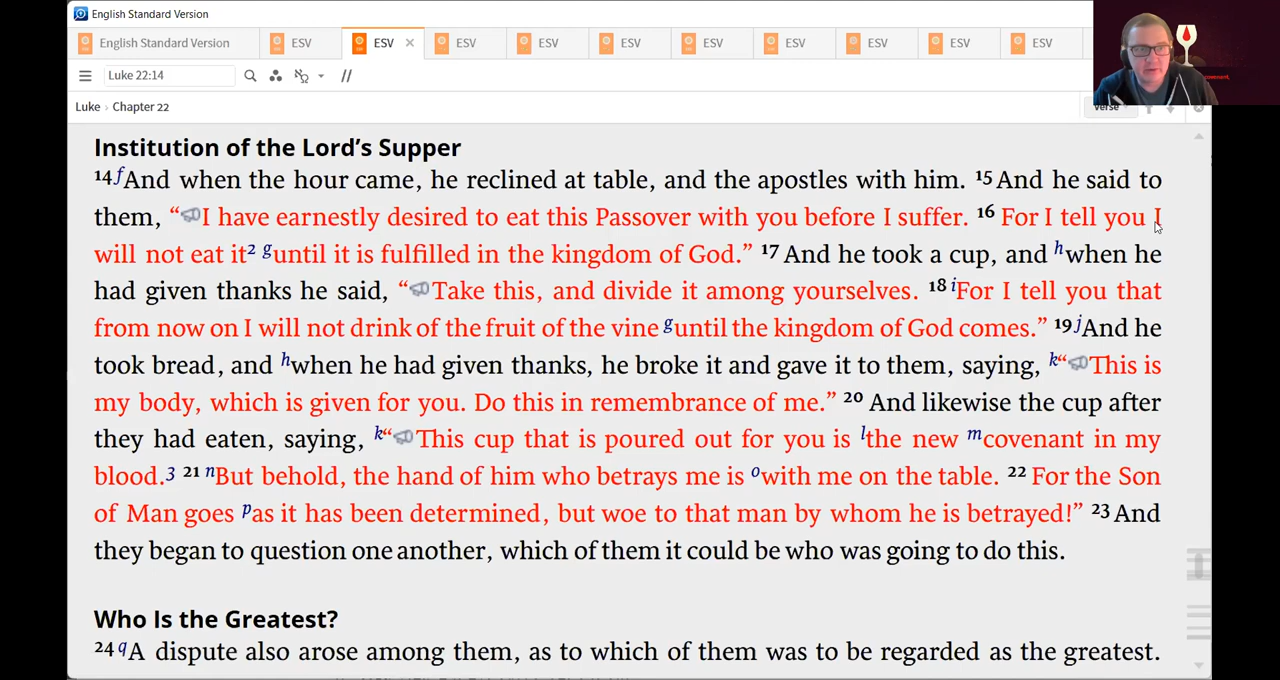 English Standard Version
English Standard Version ESV ESV ESV ESV ESV ESV ESV ESV ESV ESV
Luke 22:14
Luke › Chapter 22
Verse
Institution of the Lord’s Supper
14 f And when the hour came, he reclined at table, and the apostles with him. 15 And he said to
them, “I have earnestly desired to eat this Passover with you before I suffer. 16 For I tell you I
will not eat it 2 g until it is fulfilled in the kingdom of God.” 17 And he took a cup, and h when he
had given thanks he said, “Take this, and divide it among yourselves. 18 i For I tell you that
from now on I will not drink of the fruit of the vine g until the kingdom of God comes.” 19 j And he
took bread, and h when he had given thanks, he broke it and gave it to them, saying, k “This is
my body, which is given for you. Do this in remembrance of me.” 20 And likewise the cup after
they had eaten, saying, k “This cup that is poured out for you is l the new m covenant in my
blood. 3 21 n But behold, the hand of him who betrays me is o with me on the table. 22 For the Son
of Man goes p as it has been determined, but woe to that man by whom he is betrayed!” 23 And
they began to question one another, which of them it could be who was going to do this.
Who Is the Greatest?
24 q A dispute also arose among them, as to which of them was to be regarded as the greatest.